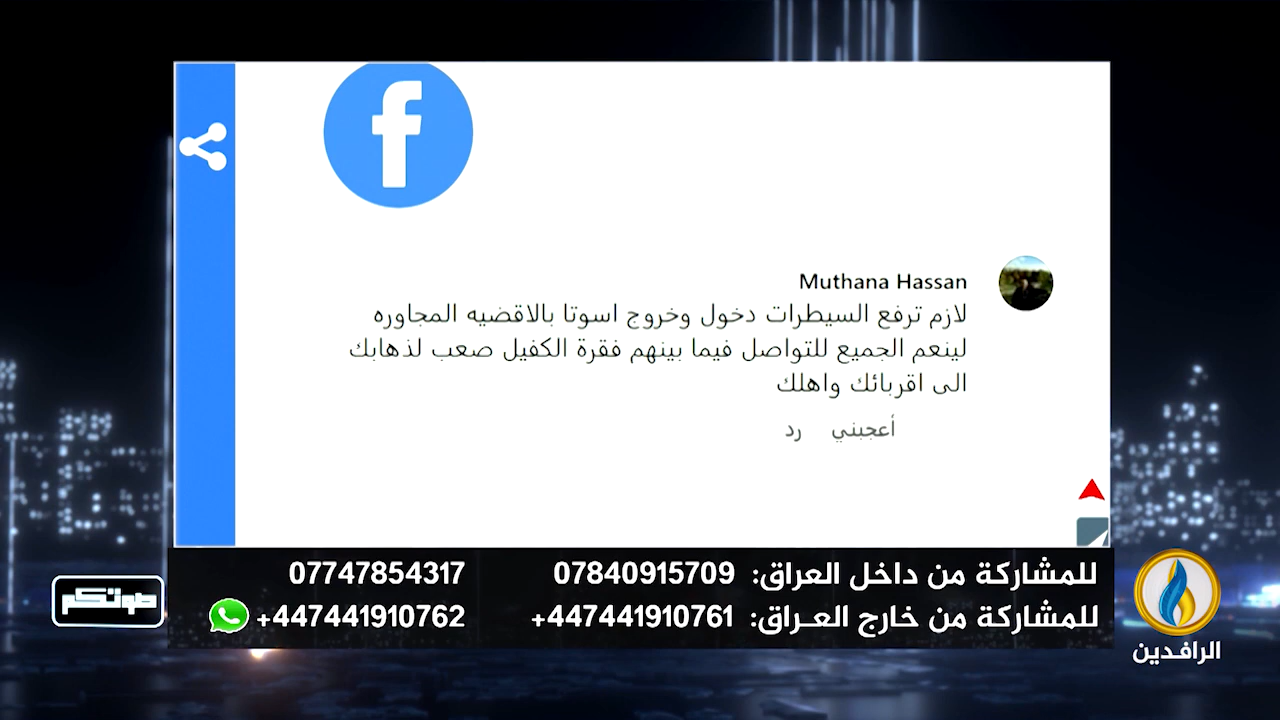 f
Muthana Hassan
لازم ترفع السيطرات دخول وخروج اسوتا بالاقضيه المجاوره
لينعم الجميع للتواصل فيما بينهم فقرة الكفيل صعب لذهابك
الى اقربائك واهلك
أعجبني رد
للمشاركة من داخل العراق: 07840915709 07747854317
للمشاركة من خارج العـراق: 447441910761+ 447441910762+
صوتكم
الرافدين